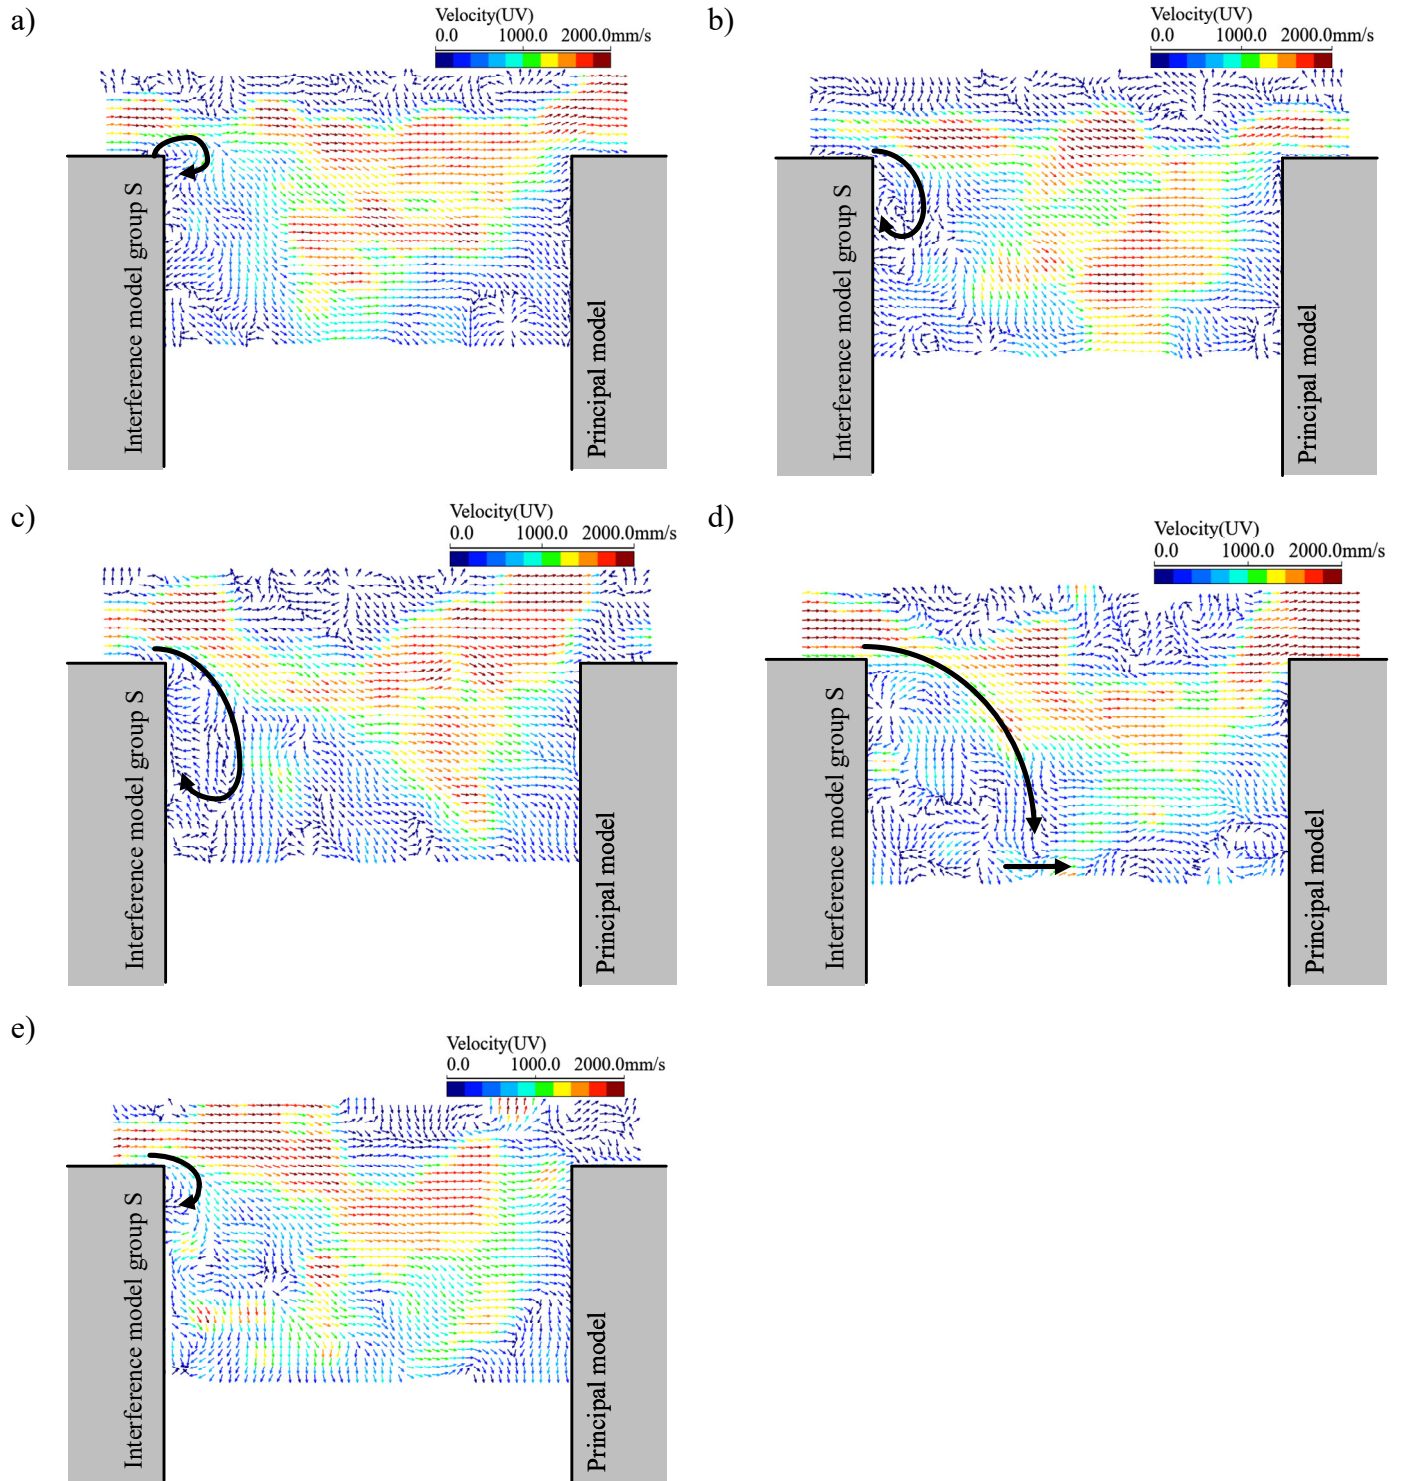 a)
Velocity(UV)
0.0 1000.0 2000.0mm/s
Interference model group S
Principal model
b)
Velocity(UV)
0.0 1000.0 2000.0mm/s
Interference model group S
Principal model
c)
Velocity(UV)
0.0 1000.0 2000.0mm/s
Interference model group S
Principal model
d)
Velocity(UV)
0.0 1000.0 2000.0mm/s
Interference model group S
Principal model
e)
Velocity(UV)
0.0 1000.0 2000.0mm/s
Interference model group S
Principal model